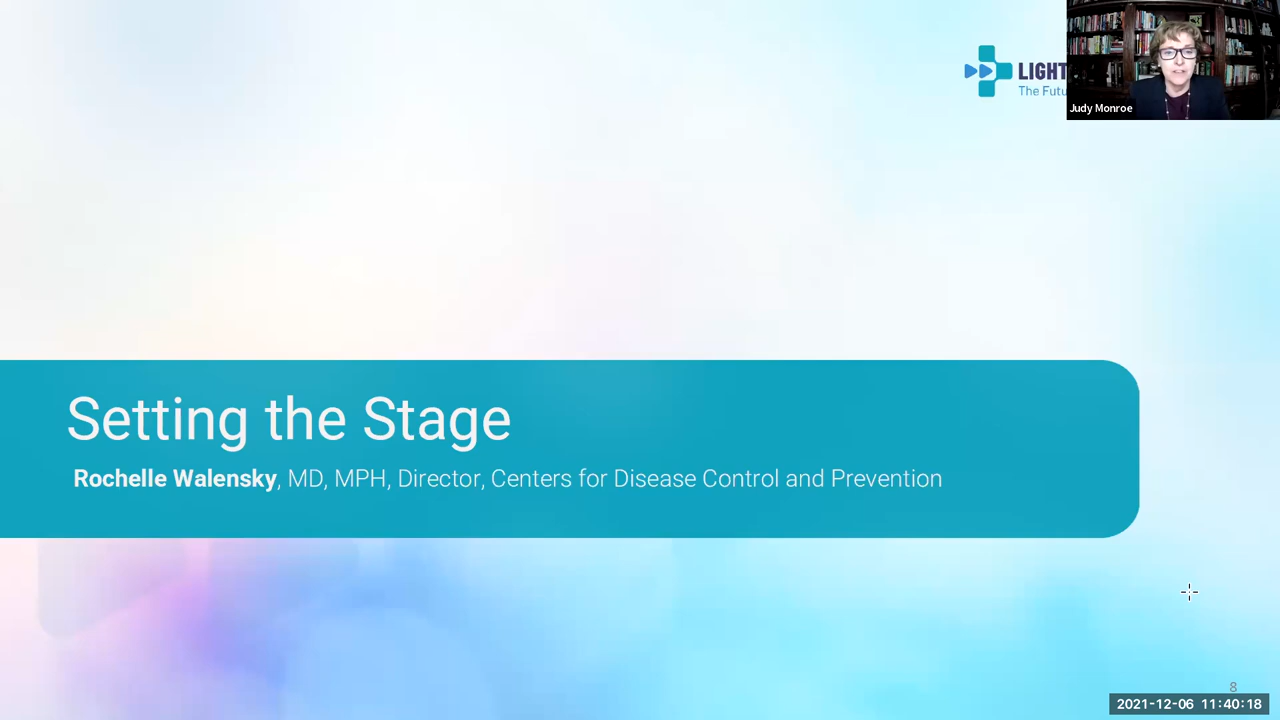 LIGHT
The Futu
Judy Monroe
Setting the Stage
Rochelle Walensky, MD, MPH, Director, Centers for Disease Control and Prevention
8
2021-12-06 11:40:18